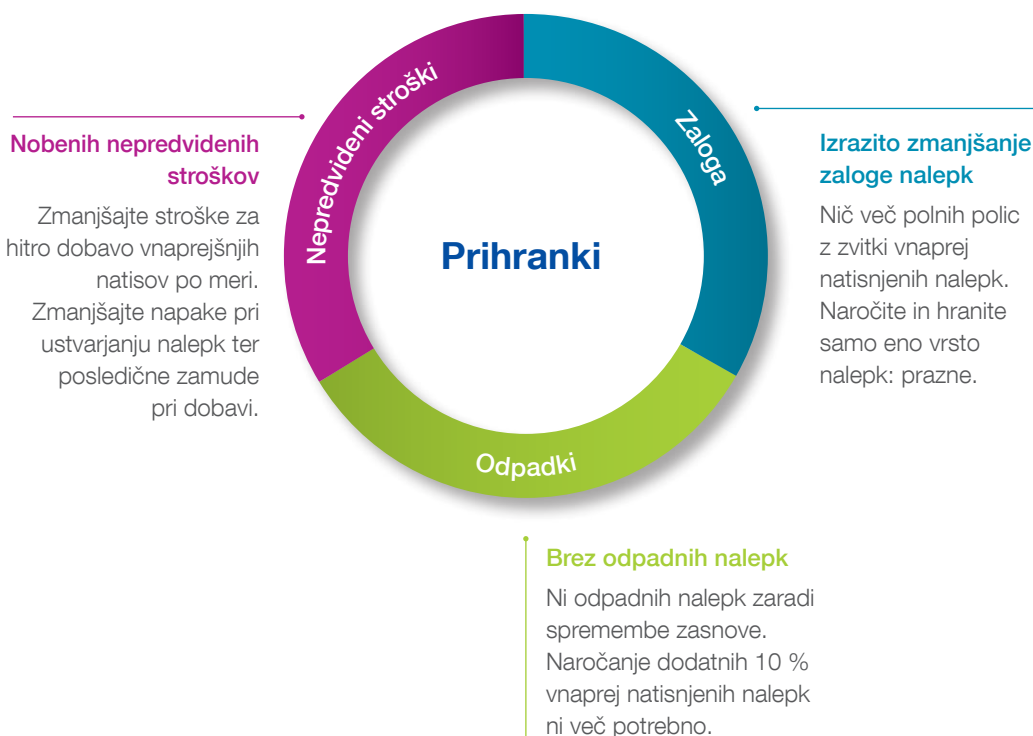 Nepredvideni stroški
Zaloga
Odpadki
Prihranki
Nobenih nepredvidenih
stroškov
Zmanjšajte stroške za
hitro dobavo vnaprejšnjih
natisov po meri.
Zmanjšajte napake pri
ustvarjanju nalepk ter
posledične zamude
pri dobavi.
Izrazito zmanjšanje
zaloge nalepk
Nič več polnih polic
z zvitki vnaprej
natisnjenih nalepk.
Naročite in hranite
samo eno vrsto
nalepk: prazne.
Brez odpadnih nalepk
Ni odpadnih nalepk zaradi
spremembe zasnove.
Naročanje dodatnih 10 %
vnaprej natisnjenih nalepk
ni več potrebno.